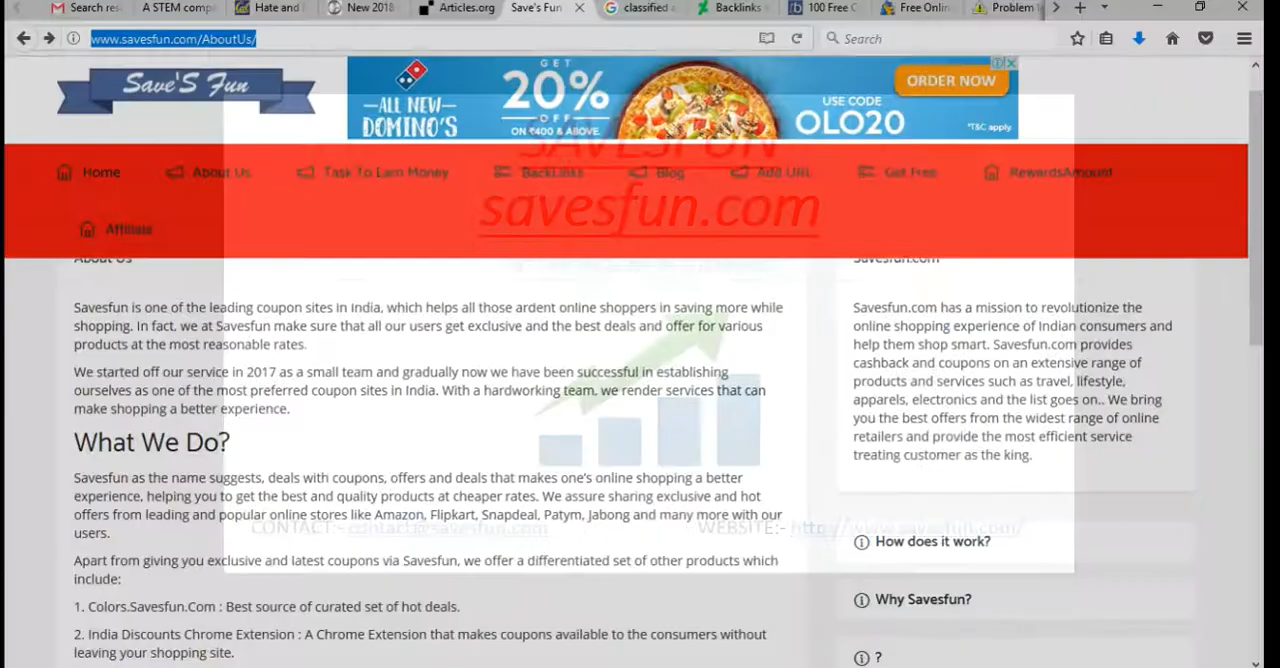 Search res
A STEM comp
Hate and
New 2018
Articles.org
Save's Fun
classified a
Backlinks
100 Free C
Free Onlin
Problem
www.savesfun.com/AboutUs/
Search
Save'S Fun
ALL NEW
DOMINO'S
GET
20%
OFF
ON ₹400 & ABOVE.
USE CODE
OLO20
ORDER NOW
*T&C apply
SAVESFUN
Home
About Us
Task To Earn Money
BackLinks
Blog
Add URL
Get Free
RewardsAmount
savesfun.com
Affiliate
About Us
Savesfun is one of the leading coupon sites in India, which helps all those ardent online shoppers in saving more while
shopping. In fact, we at Savesfun make sure that all our users get exclusive and the best deals and offer for various
products at the most reasonable rates.
We started off our service in 2017 as a small team and gradually now we have been successful in establishing
ourselves as one of the most preferred coupon sites in India. With a hardworking team, we render services that can
make shopping a better experience.
What We Do?
Savesfun as the name suggests, deals with coupons, offers and deals that makes one's online shopping a better
experience, helping you to get the best and quality products at cheaper rates. We assure sharing exclusive and hot
offers from leading and popular online stores like Amazon, Flipkart, Snapdeal, Patym, Jabong and many more with our
users.
Apart from giving you exclusive and latest coupons via Savesfun, we offer a differentiated set of other products which
include:
1. Colors.Savesfun.Com : Best source of curated set of hot deals.
2. India Discounts Chrome Extension : A Chrome Extension that makes coupons available to the consumers without
leaving your shopping site.
Savesfun.com
Savesfun.com has a mission to revolutionize the
online shopping experience of Indian consumers and
help them shop smart. Savesfun.com provides
cashback and coupons on an extensive range of
products and services such as travel, lifestyle,
apparels, electronics and the list goes on.. We bring
you the best offers from the widest range of online
retailers and provide the most efficient service
treating customer as the king.
CONTACT:- contact@savesfun.com
WEBSITE:- http://www.savesfun.com/
How does it work?
Why Savesfun?
?